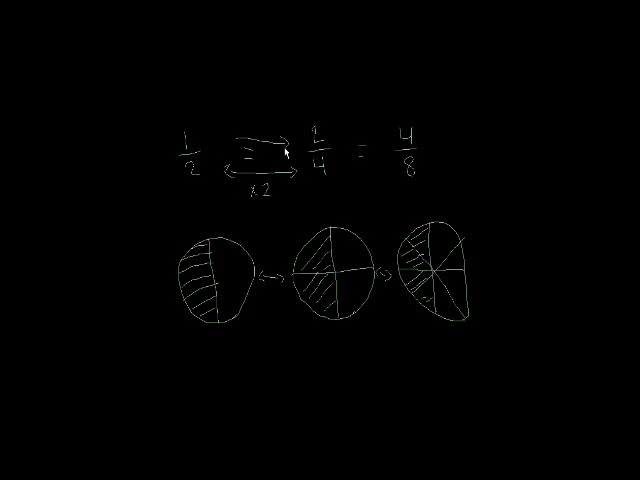 1/2 = 2/4 = 4/8
x2